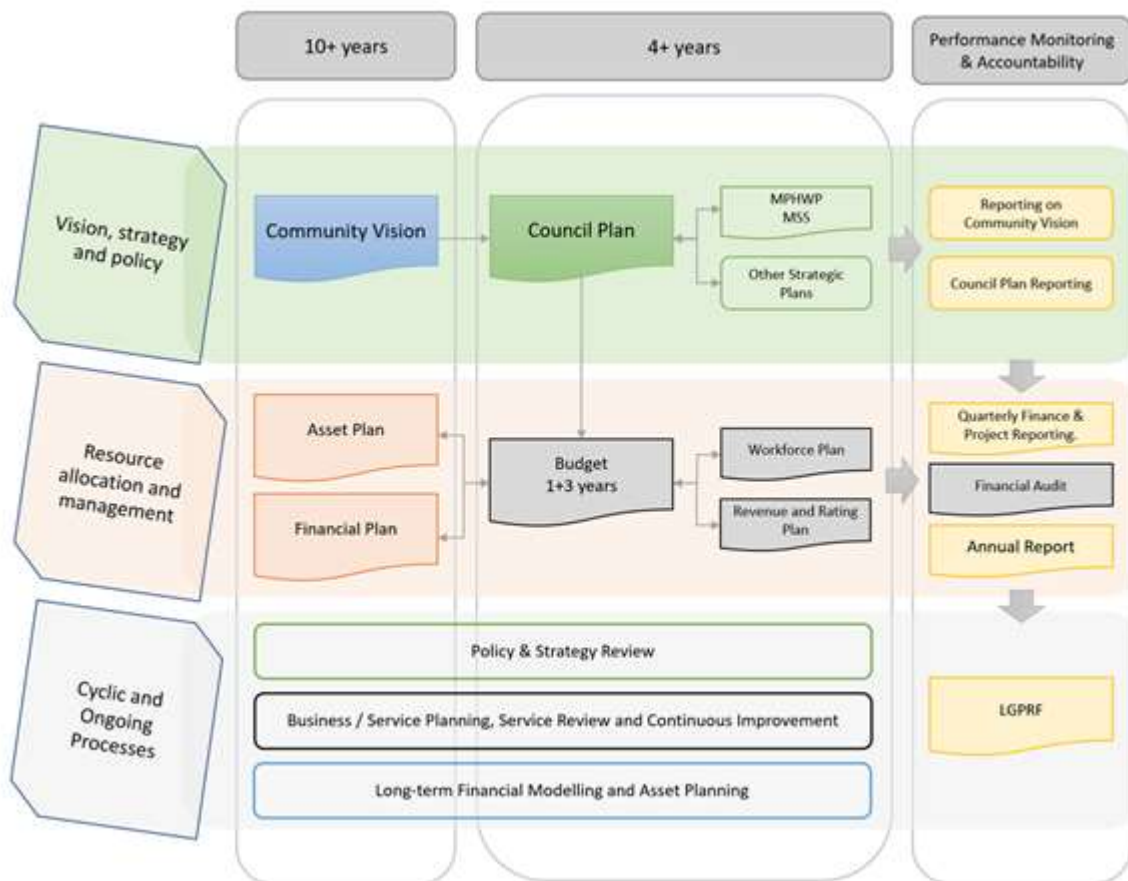 10+ years
4+ years
Performance Monitoring
& Accountability
Vision, strategy
and policy
Community Vision
Council Plan
MPHWP
MSS
Other Strategic
Plans
Reporting on
Community Vision
Council Plan Reporting
Resource
allocation and
management
Asset Plan
Financial Plan
Budget
1+3 years
Workforce Plan
Revenue and Rating
Plan
Quarterly Finance &
Project Reporting.
Financial Audit
Annual Report
Cyclic and
Ongoing
Processes
Policy & Strategy Review
Business / Service Planning, Service Review and Continuous Improvement
Long-term Financial Modelling and Asset Planning
LGPRF